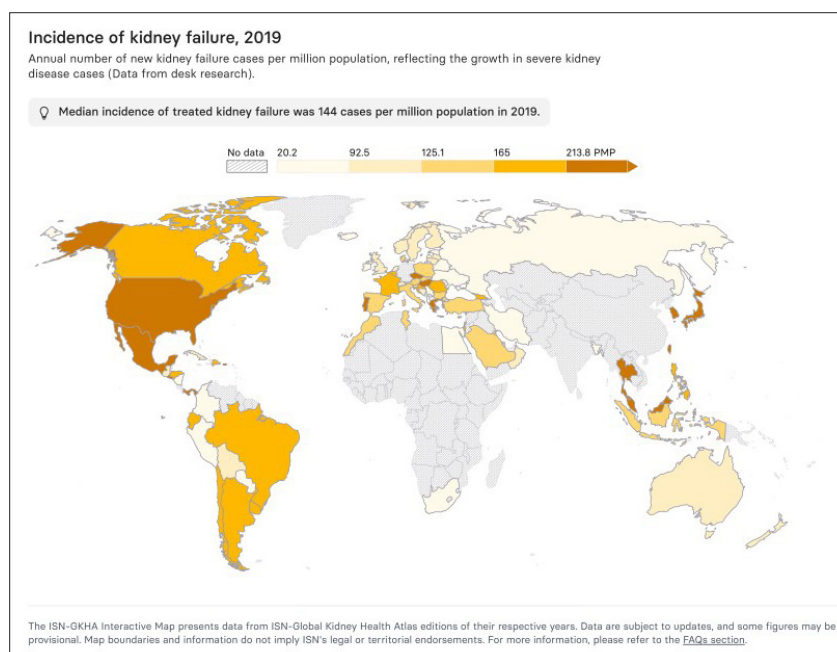 Incidence of kidney failure, 2019
Annual number of new kidney failure cases per million population, reflecting the growth in severe kidney
disease cases (Data from desk research).
Median incidence of treated kidney failure was 144 cases per million population in 2019.
No data 20.2 92.5 125.1 165 213.8 PMP
The ISN-GKHA Interactive Map presents data from ISN-Global Kidney Health Atlas editions of their respective years. Data are subject to updates, and some figures may be
provisional. Map boundaries and information do not imply ISN's legal or territorial endorsements. For more information, please refer to the FAQs section.